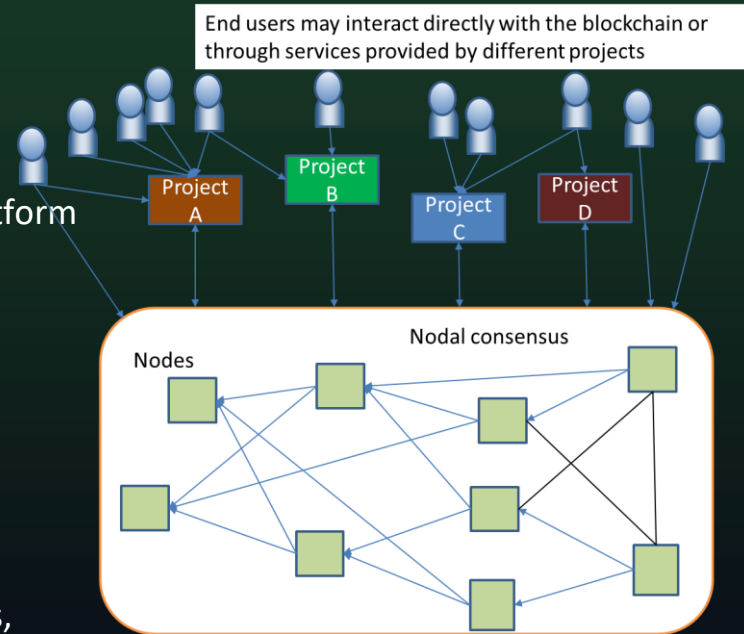 End users may interact directly with the blockchain or
through services provided by different projects
Project
A
Project
B
Project
C
Project
D
Nodal consensus
Nodes